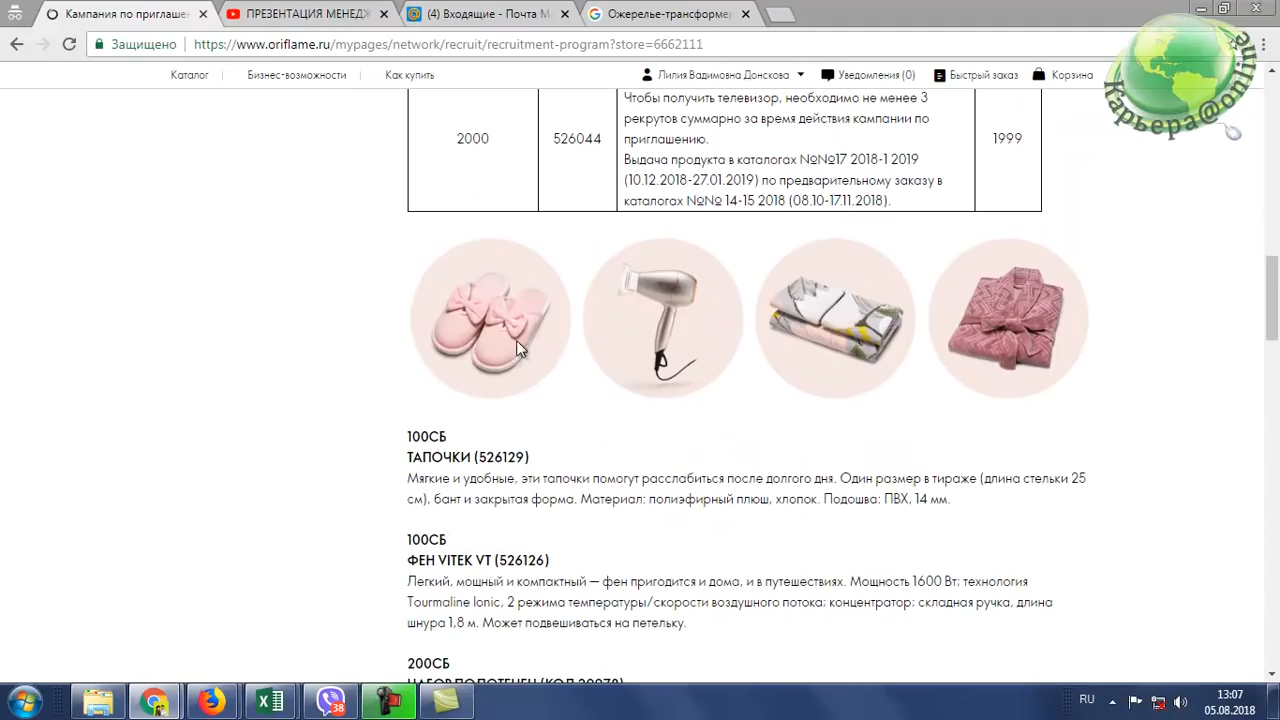 Кампания по приглаше
ПРЕЗЕНТАЦИЯ МЕНЕД
(4) Входящие - Почта М
Ожерелье-трансформе
Защищено
https://www.oriflame.ru/mypages/network/recruit/recruitment-program?store=6662111
Каталог
Бизнес-возможности
Как купить
Лилия Вадимовна Донскова
Уведомления (0)
Быстрый заказ
Корзина
Карьера@online
2000
526044
Чтобы получить телевизор, необходимо не менее 3
рекрутов суммарно за время действия кампании по
приглашению.
Выдача продукта в каталогах №№17 2018-1 2019
(10.12.2018-27.01.2019) по предварительному заказу в
каталогах №№ 14-15 2018 (08.10-17.11.2018).
1999
100СБ
ТАПОЧКИ (526129)
Мягкие и удобные, эти тапочки помогут расслабиться после долгого дня. Один размер в тираже (длина стельки 25
см), бант и закрытая форма. Материал: полиэфирный плюш, хлопок. Подошва: ПВХ, 14 мм.
100СБ
ФЕН VITEK VT (526126)
Легкий, мощный и компактный — фен пригодится и дома, и в путешествиях. Мощность 1600 Вт; технология
Tourmaline Ionic, 2 режима температуры/скорости воздушного потока; концентратор; складная ручка, длина
шнура 1,8 м. Может подвешиваться на петельку.
200СБ
НАБОР ПОЛОТЕНЕЦ (КОД 29078)
38
RU
13:07
05.08.2018